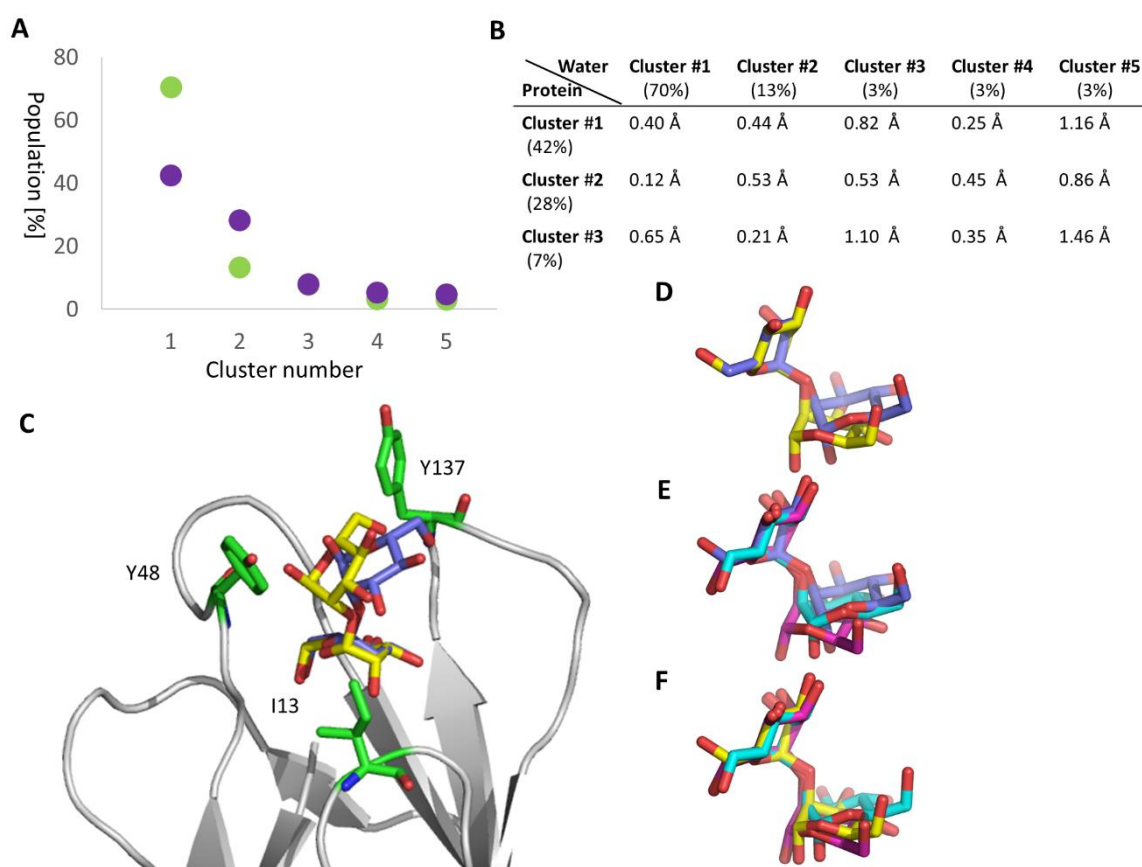 A
Population [%]
80
60
40
20
0
1 2 3 4 5
Cluster number
B
Water Cluster #1 Cluster #2 Cluster #3 Cluster #4 Cluster #5
Protein (70%) (13%) (3%) (3%) (3%)
Cluster #1 0.40 Å 0.44 Å 0.82 Å 0.25 Å 1.16 Å
(42%)
Cluster #2 0.12 Å 0.53 Å 0.53 Å 0.45 Å 0.86 Å
(28%)
Cluster #3 0.65 Å 0.21 Å 1.10 Å 0.35 Å 1.46 Å
(7%)
C
Y137
Y48
I13
D
E
F